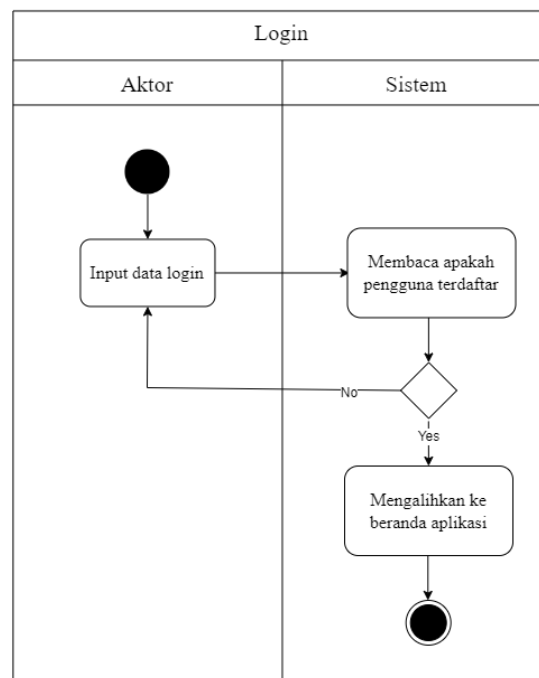 Login
Aktor
Sistem
Input data login
Membaca apakah
pengguna terdaftar
No
Yes
Mengalihkan ke
beranda aplikasi